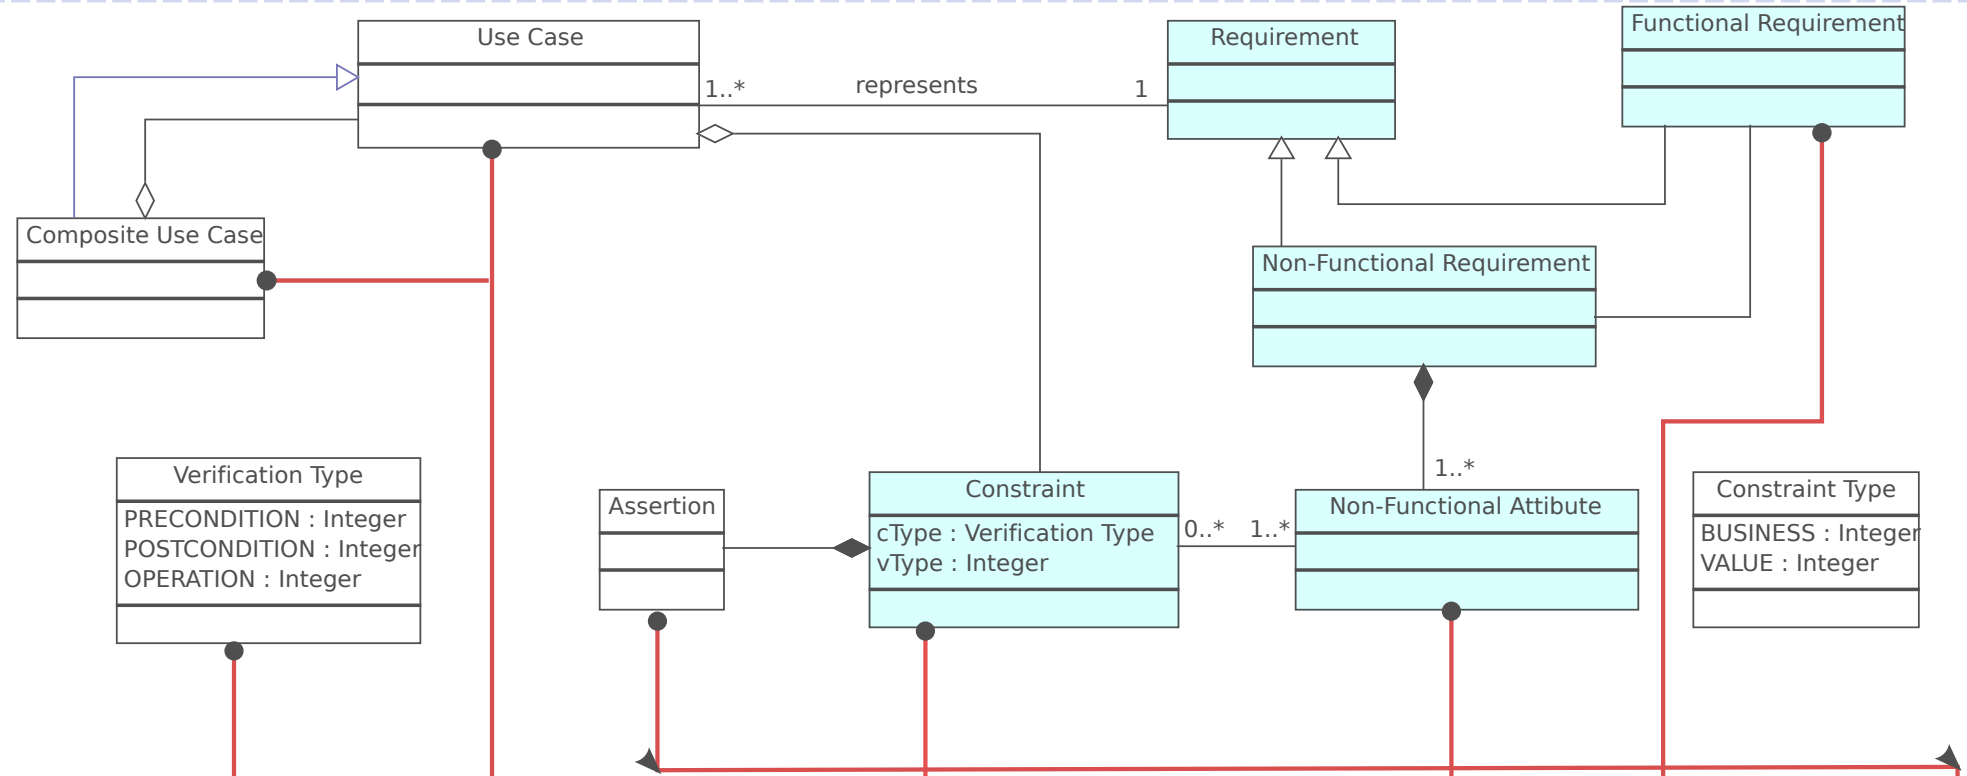 Use Case
Requirement
Functional Requirement
1..*
represents
1
Composite Use Case
Non-Functional Requirement
1..*
Verification Type
PRECONDITION : Integer
POSTCONDITION : Integer
OPERATION : Integer
Assertion
Constraint
cType : Verification Type
vType : Integer
0..*
1..*
Non-Functional Attibute
Constraint Type
BUSINESS : Integer
VALUE : Integer